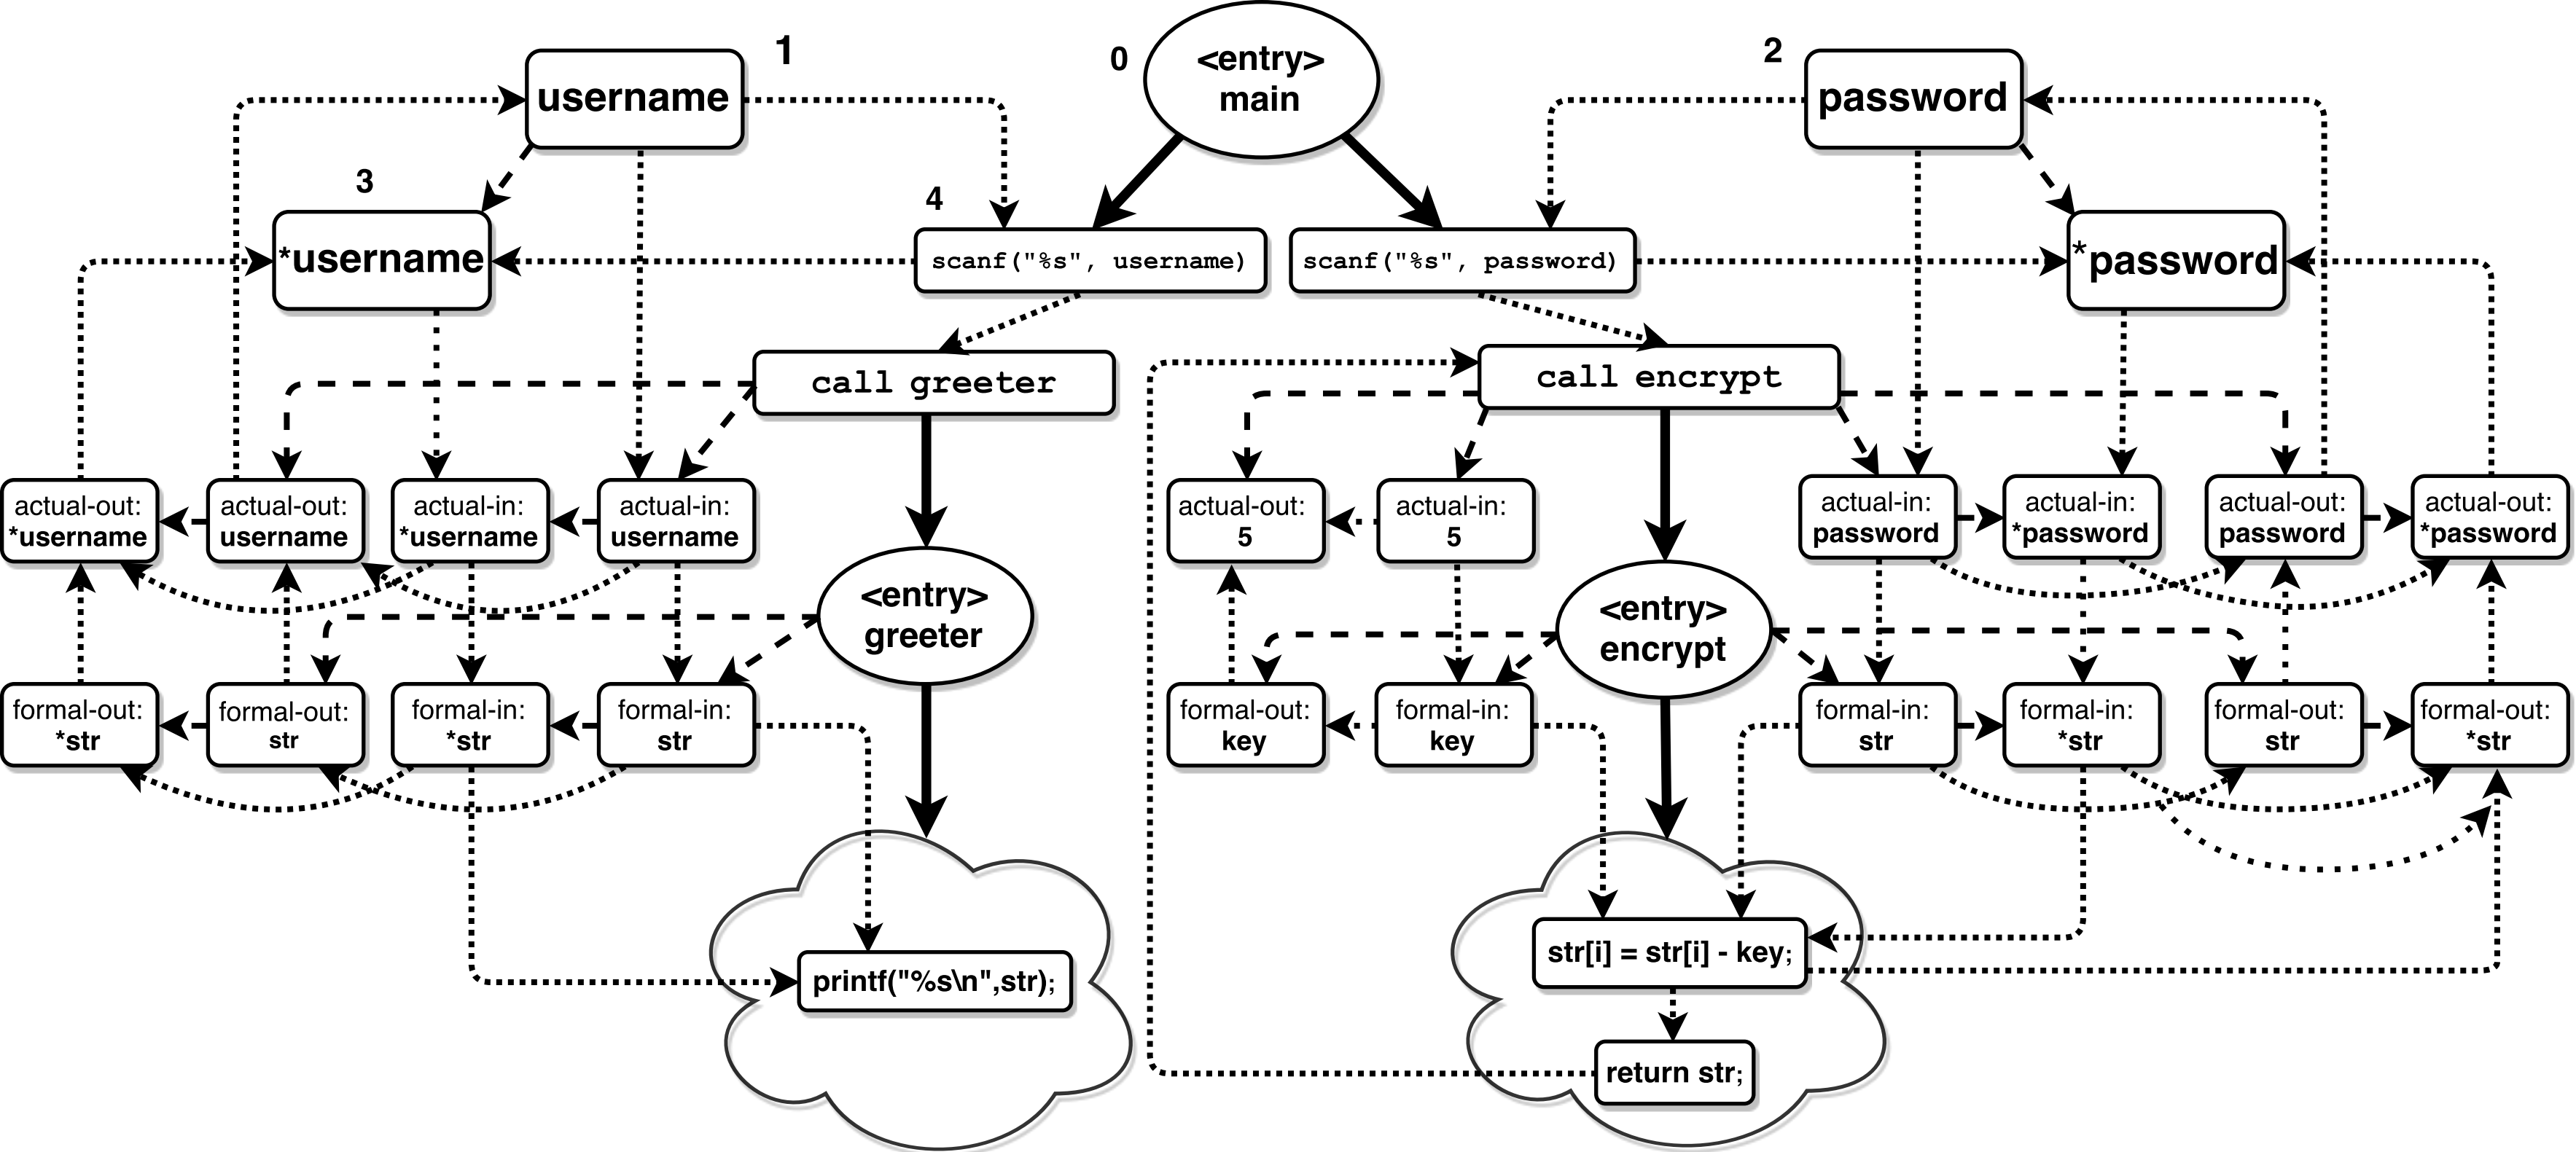 1
0
2
<entry>
main
username
password
3
4
*username
scanf("%s", username)
scanf("%s", password)
*password
call greeter
call encrypt
actual-out:
*username
actual-out:
username
actual-in:
*username
actual-in:
username
actual-out:
5
actual-in:
5
actual-in:
password
actual-in:
*password
actual-out:
password
actual-out:
*password
<entry>
greeter
<entry>
encrypt
formal-out:
*str
formal-out:
str
formal-in:
*str
formal-in:
str
formal-out:
key
formal-in:
key
formal-in:
str
formal-in:
*str
formal-out:
str
formal-out:
*str
printf("%s\n",str);
str[i] = str[i] - key;
return str;